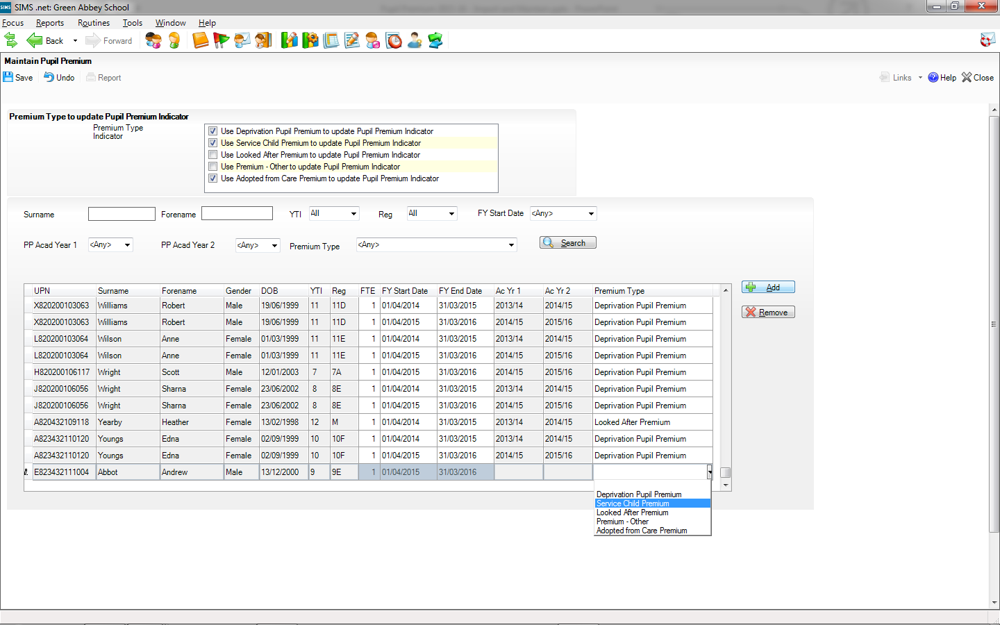 SIMS SIMS .net: Green Abbey School
Focus Reports Routines Tools Window Help
Back Forward
Maintain Pupil Premium
Save Undo Report Links Help Close
Premium Type to update Pupil Premium Indicator
Premium Type
Indicator
Use Deprivation Pupil Premium to update Pupil Premium Indicator
Use Service Child Premium to update Pupil Premium Indicator
Use Looked After Premium to update Pupil Premium Indicator
Use Premium - Other to update Pupil Premium Indicator
Use Adopted from Care Premium to update Pupil Premium Indicator
Surname Forename YTI All Reg All FY Start Date <Any>
PP Acad Year 1 <Any> PP Acad Year 2 <Any> Premium Type <Any> Search
UPN Surname Forename Gender DOB YTI Reg FTE FY Start Date FY End Date Ac Yr 1 Ac Yr 2 Premium Type
Add
X820200103063 Williams Robert Male 19/06/1999 11 11D 1 01/04/2014 31/03/2015 2013/14 2014/15 Deprivation Pupil Premium
Remove
X820200103063 Williams Robert Male 19/06/1999 11 11D 1 01/04/2015 31/03/2016 2014/15 2015/16 Deprivation Pupil Premium
L820200103064 Wilson Anne Female 01/03/1999 11 11E 1 01/04/2014 31/03/2015 2013/14 2014/15 Deprivation Pupil Premium
L820200103064 Wilson Anne Female 01/03/1999 11 11E 1 01/04/2015 31/03/2016 2014/15 2015/16 Deprivation Pupil Premium
H820200106117 Wright Scott Male 12/01/2003 7 7A 1 01/04/2015 31/03/2016 2014/15 2015/16 Deprivation Pupil Premium
J820200106056 Wright Sharna Female 23/06/2002 8 8E 1 01/04/2014 31/03/2015 2013/14 2014/15 Deprivation Pupil Premium
J820200106056 Wright Sharna Female 23/06/2002 8 8E 1 01/04/2015 31/03/2016 2014/15 2015/16 Deprivation Pupil Premium
A820432109118 Yearby Heather Female 13/02/1998 12 M 1 01/04/2014 31/03/2015 2013/14 2014/15 Looked After Premium
A823432110120 Youngs Edna Female 02/09/1999 10 10F 1 01/04/2014 31/03/2015 2013/14 2014/15 Deprivation Pupil Premium
A823432110120 Youngs Edna Female 02/09/1999 10 10F 1 01/04/2015 31/03/2016 2014/15 2015/16 Deprivation Pupil Premium
E823432111004 Abbot Andrew Male 13/12/2000 9 9E 1 01/04/2015 31/03/2016
Deprivation Pupil Premium
Service Child Premium
Looked After Premium
Premium - Other
Adopted from Care Premium